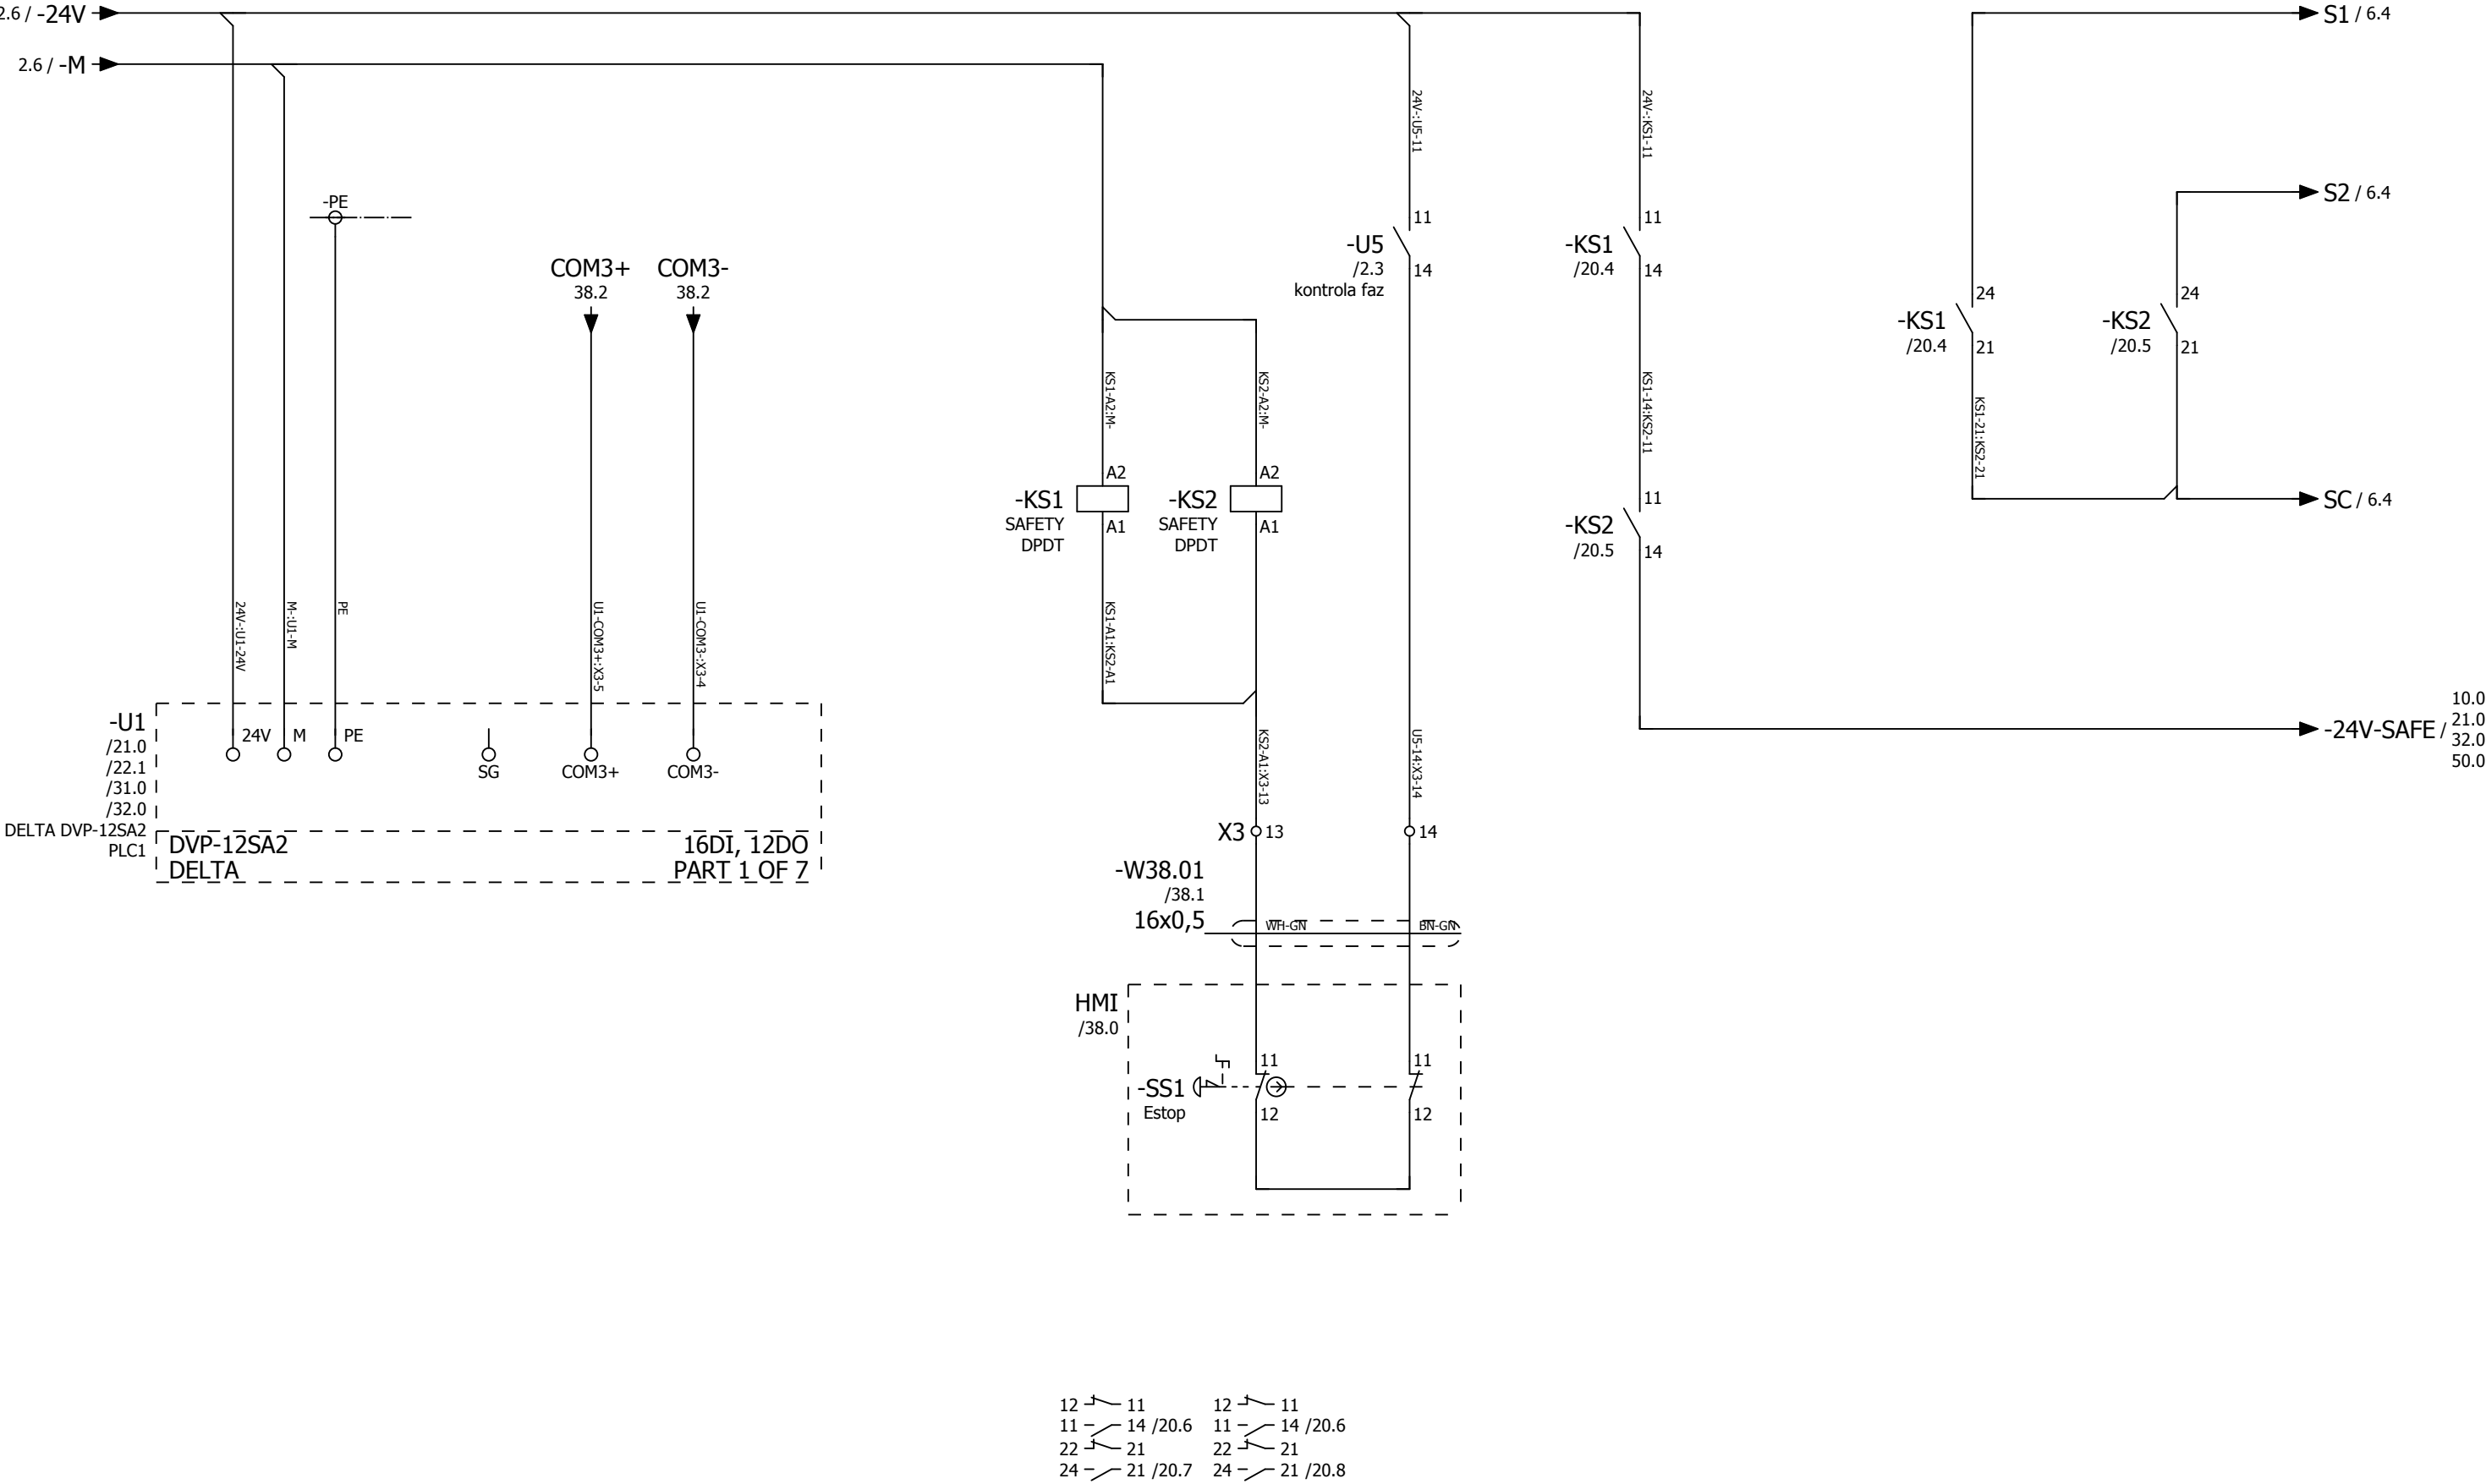 2.6 / -24V
S1 / 6.4
2.6 / -M
24V-:U5-11
24V-:KS1-11
S2 / 6.4
-PE
11
11
-U5
/2.3
kontrola faz
14
-KS1
/20.4
14
COM3+
38.2
COM3-
38.2
24
24
-KS1
/20.4
21
-KS2
/20.5
21
KS1-A2:M-
KS2-A2:M-
KS1-14:KS2-11
KS1-21:KS2-21
A2
A2
-KS1
SAFETY
DPDT
A1
-KS2
SAFETY
DPDT
A1
11
-KS2
/20.5
14
SC / 6.4
24V-:U1-24V
M-:U1-M
PE
U1-COM3+:X3-5
U1-COM3-:X3-4
KS1-A1:KS2-A1
-U1
/21.0
/22.1
/31.0
/32.0
DELTA DVP-12SA2
PLC1
24V
M
PE
SG
COM3+
COM3-
DVP-12SA2
DELTA
16DI, 12DO
PART 1 OF 7
KS2-A1:X3-13
U5-14:X3-14
-24V-SAFE /
10.0
21.0
32.0
50.0
X3
13
14
-W38.01
/38.1
16x0,5
WH-GN
BN-GN
HMI
/38.0
11
11
-SS1
Estop
12
12
12 11
12 11
11 14 /20.6
11 14 /20.6
22 21
22 21
24 21 /20.7
24 21 /20.8